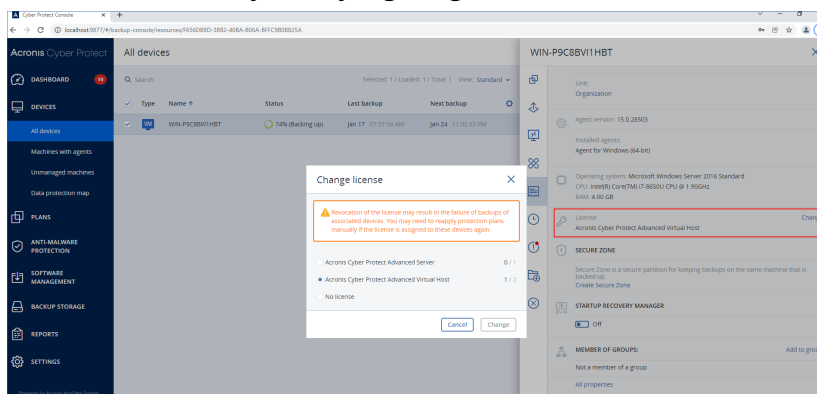 Cyber Protect Console
localhost:9877/#/backup-console/resources/F656DB8D-3882-40BA-B06A-BFFC9B0BB25A
Acronis Cyber Protect
All devices
WIN-P9C8BVI1HBT
DASHBOARD
10
DEVICES
All devices
Machines with agents
Unmanaged machines
Data protection map
PLANS
ANTI-MALWARE
PROTECTION
SOFTWARE
MANAGEMENT
BACKUP STORAGE
REPORTS
SETTINGS
Search
Selected: 1 / Loaded: 1 / Total: 1 View: Standard
Type Name Status Last backup Next backup
VM WIN-P9C8BVI1HBT 74% (Backing up) Jan 17 07:37:56 AM Jan 24 11:02:53 PM
Change license
Revocation of the license may result in the failure of backups of
associated devices. You may need to reapply protection plans
manually if the license is assigned to these devices again.
Acronis Cyber Protect Advanced Server 0 / 1
Acronis Cyber Protect Advanced Virtual Host 1 / 2
No license
Cancel Change
Unit:
Organization
Agent version: 15.0.28503
Installed agents:
Agent for Windows (64-bit)
Operating system: Microsoft Windows Server 2016 Standard
CPU: Intel(R) Core(TM) i7-8650U CPU @ 1.90GHz
RAM: 4.00 GB
License:
Acronis Cyber Protect Advanced Virtual Host
Chan
SECURE ZONE
Secure Zone is a secure partition for keeping backups on the same machine that is
backed up.
Create Secure Zone
STARTUP RECOVERY MANAGER
Off
MEMBER OF GROUPS:
Add to grou
Not a member of a group
All properties